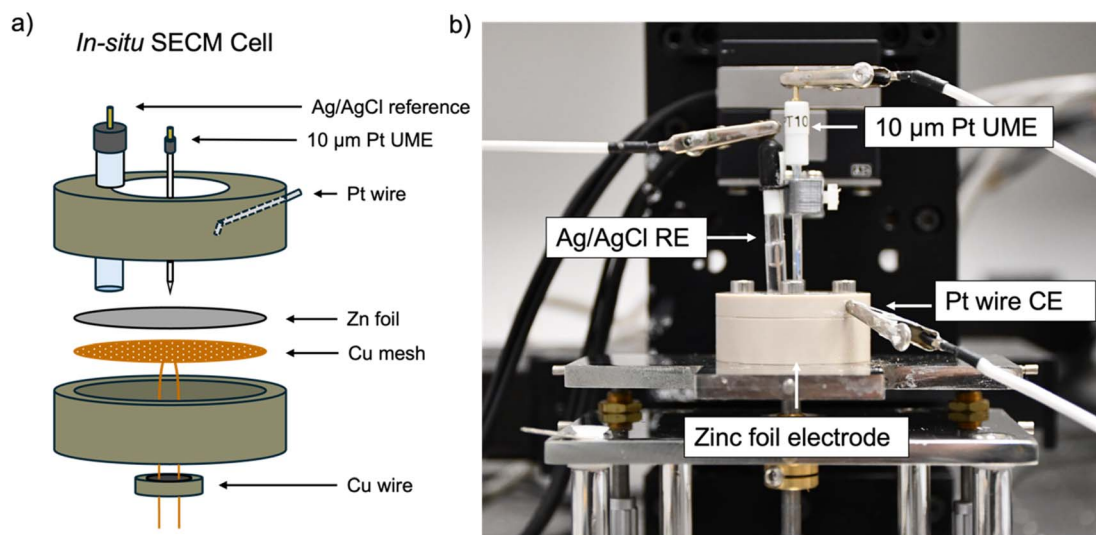 a)
In-situ SECM Cell
Ag/AgCl reference
10 µm Pt UME
Pt wire
Zn foil
Cu mesh
Cu wire
b)
PT10
10 µm Pt UME
Ag/AgCl RE
Pt wire CE
Zinc foil electrode